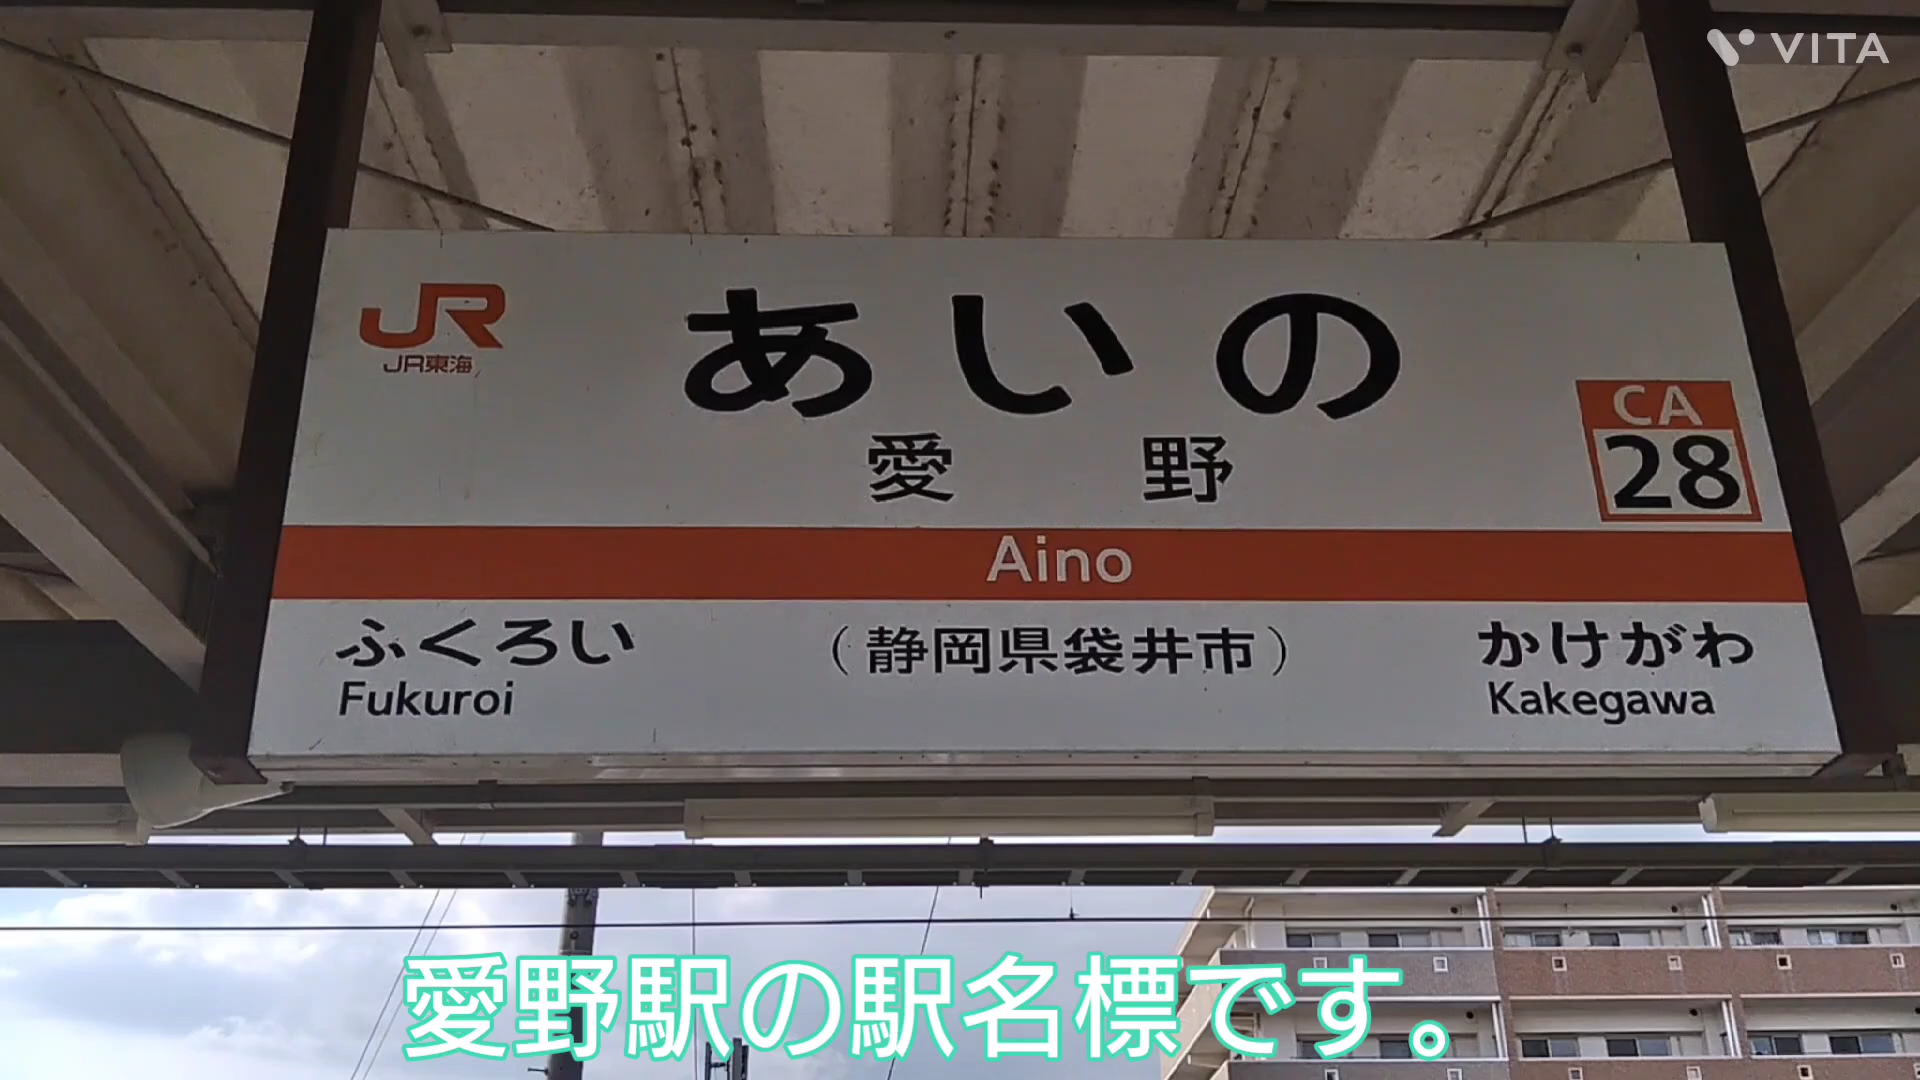 VITA
JR
JR東海
あいの
愛野
CA
28
Aino
ふくろい
Fukuroi
(静岡県袋井市)
かけがわ
Kakegawa
愛野駅の駅名標です。